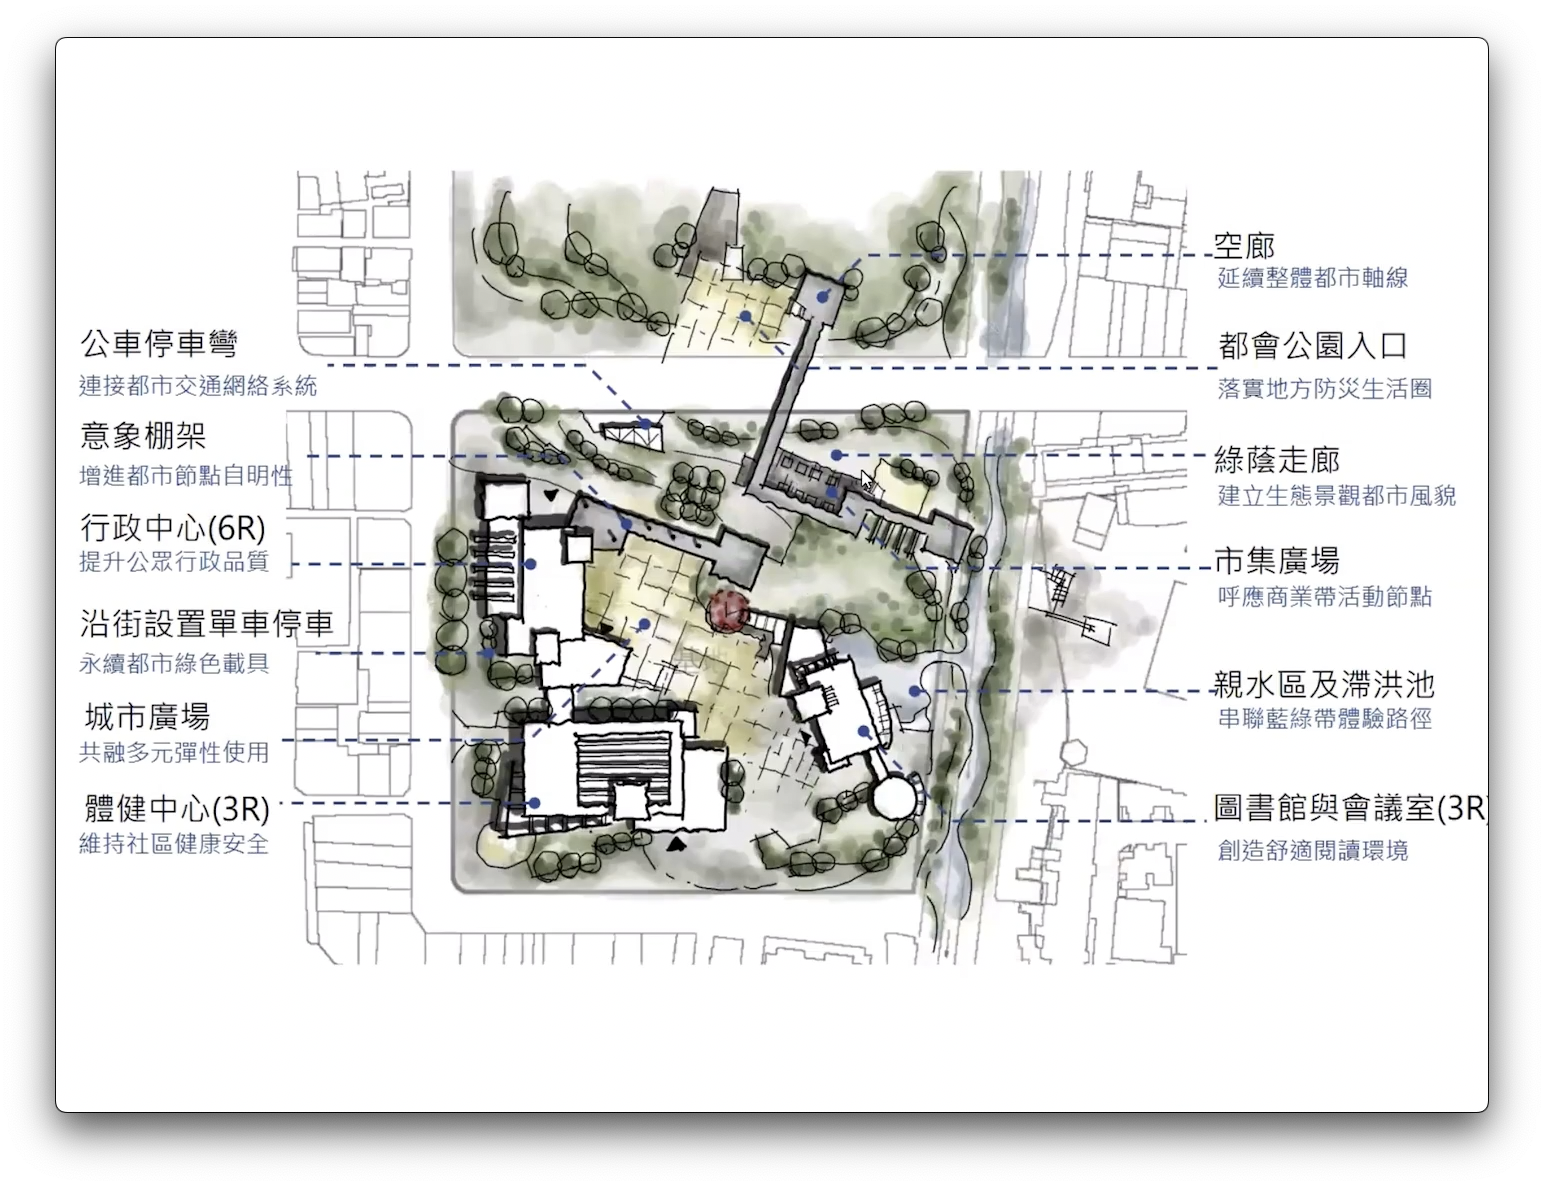 公車停車彎
連接都市交通網絡系統
意象棚架
增進都市節點自明性
行政中心(6R)
提升公眾行政品質
沿街設置單車停車
永續都市綠色載具
城市廣場
共融多元彈性使用
體健中心(3R)
維持社區健康安全
空廊
延續整體都市軸線
都會公園入口
落實地方防災生活圈
綠蔭走廊
建立生態景觀都市風貌
市集廣場
呼應商業帶活動節點
親水區及滯洪池
串聯藍綠帶體驗路徑
圖書館與會議室(3R)
創造舒適閱讀環境